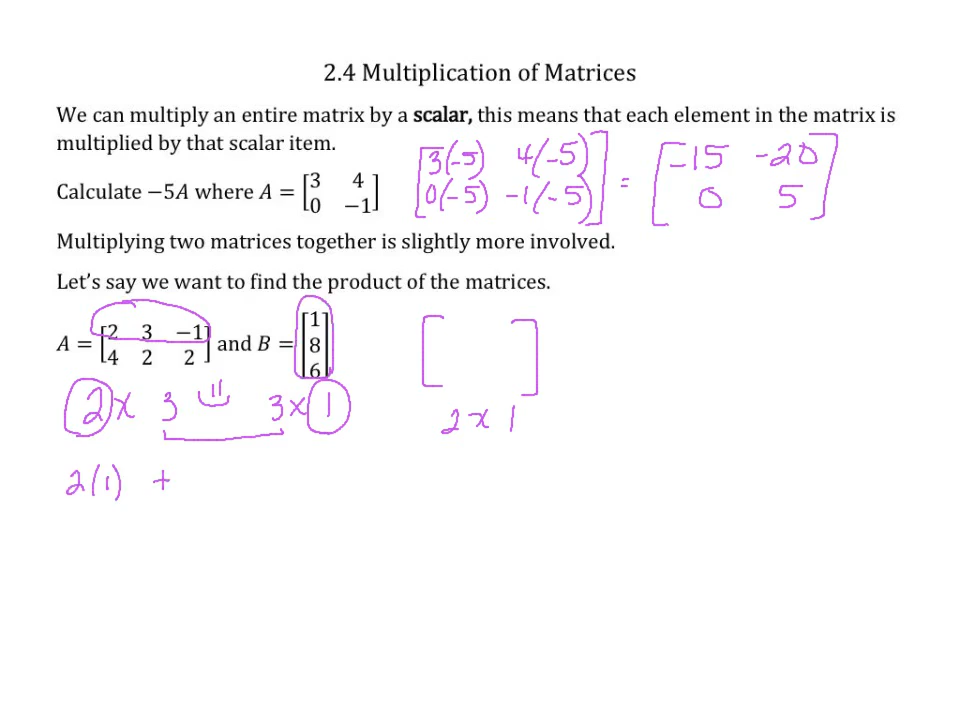 2.4 Multiplication of Matrices
We can multiply an entire matrix by a scalar, this means that each element in the matrix is
multiplied by that scalar item.
Calculate −5A where A = [3 4
0 −1]
[3(-5) 4(-5)
0(-5) -1(-5)] = [-15 -20
0 5]
Multiplying two matrices together is slightly more involved.
Let's say we want to find the product of the matrices.
A = [2 3 −1
4 2 2] and B = [1
8
6]
[ ]
2 x 3 3 x 1
2 x 1
2(1) +